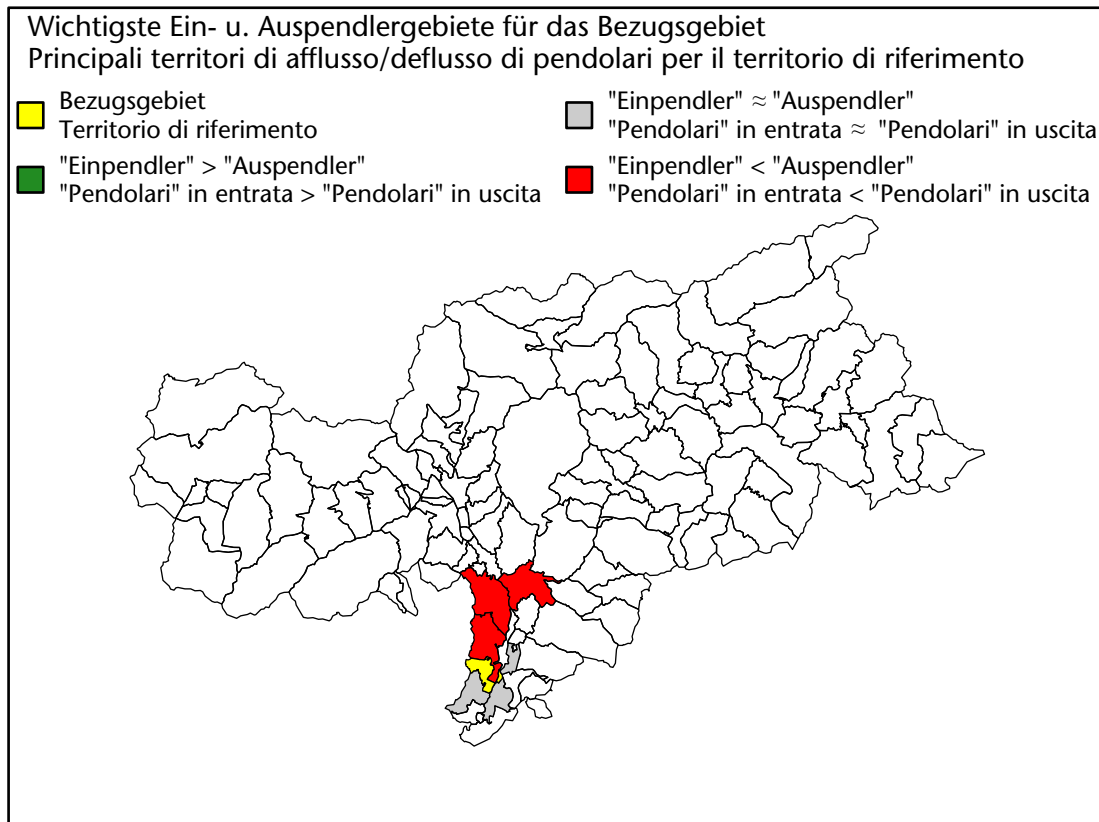 Wichtigste Ein- u. Auspendlergebiete für das Bezugsgebiet
Principali territori di afflusso/deflusso di pendolari per il territorio di riferimento
Bezugsgebiet
Territorio di riferimento
"Einpendler" > "Auspendler"
"Pendolari" in entrata > "Pendolari" in uscita
"Einpendler" ≈ "Auspendler"
"Pendolari" in entrata ≈ "Pendolari" in uscita
"Einpendler" < "Auspendler"
"Pendolari" in entrata < "Pendolari" in uscita